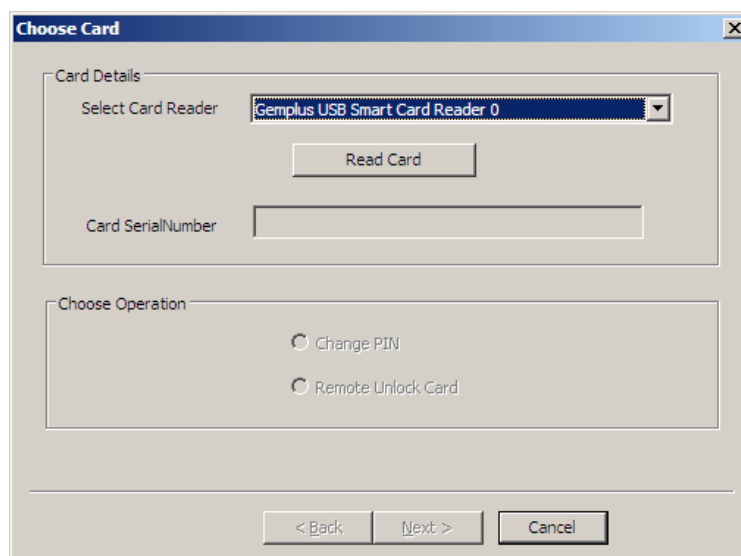 Choose Card
Card Details
Select Card Reader
Gemplus USB Smart Card Reader 0
Read Card
Card SerialNumber
Choose Operation
Change PIN
Remote Unlock Card
< Back
Next >
Cancel